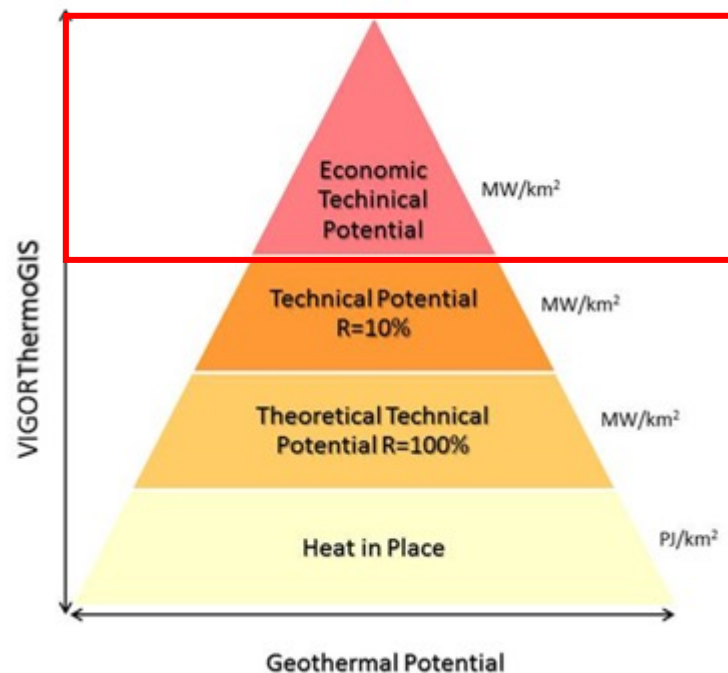 Economic
Techinical
Potential
MW/km²
Technical Potential
R=10%
MW/km²
Theoretical Technical
Potential R=100%
MW/km²
Heat in Place
PJ/km²
VIGORThermoGIS
Geothermal Potential